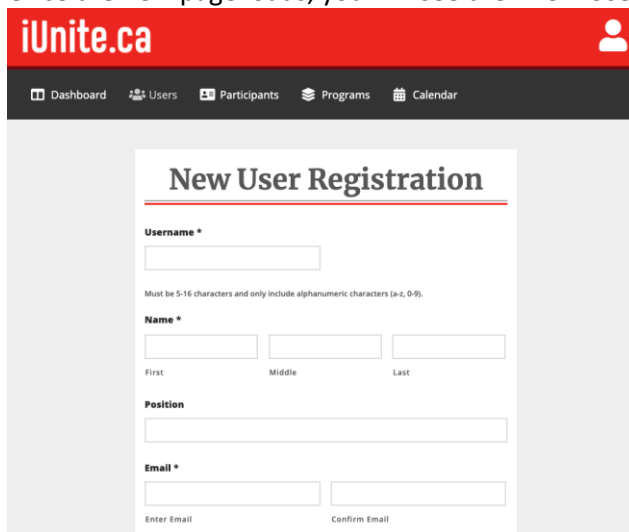 iUnite.ca
Dashboard Users Participants Programs Calendar
New User Registration
Username *
Must be 5-16 characters and only include alphanumeric characters (a-z, 0-9).
Name *
First Middle Last
Position
Email *
Enter Email Confirm Email